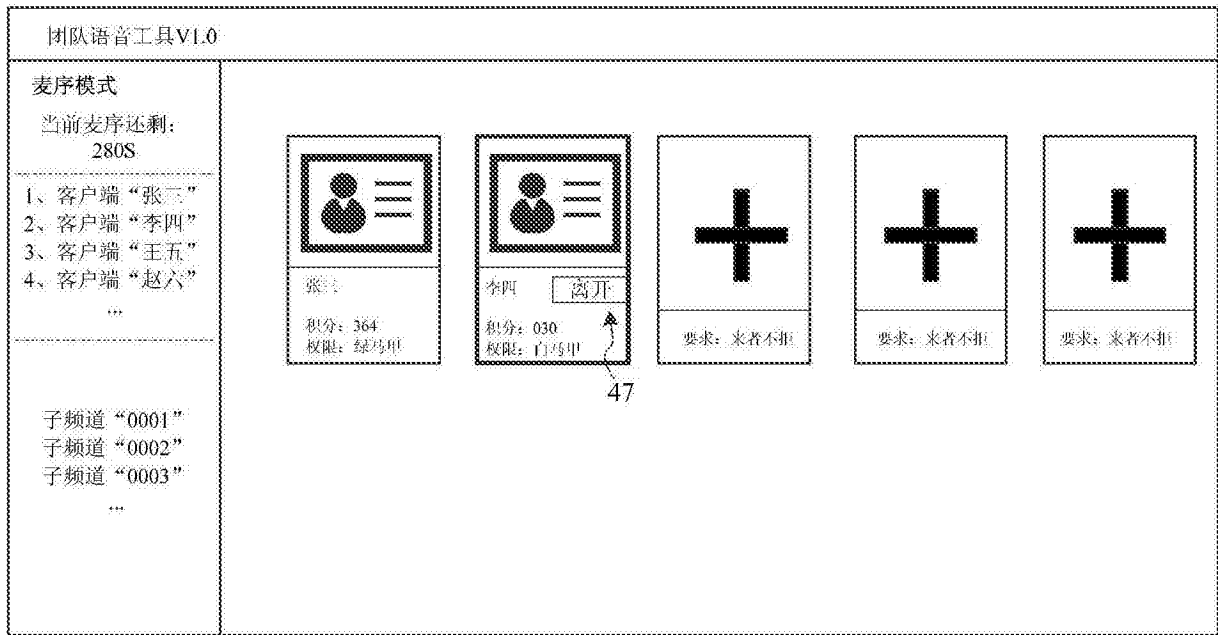 团队语音工具V1.0
麦序模式
当前麦序还剩：
280S
1、客户端“张三”
2、客户端“李四”
3、客户端“王五”
4、客户端“赵六”
...
子频道“0001”
子频道“0002”
子频道“0003”
...
张三
积分：364
权限：绿马甲
李四
离开
积分：030
权限：白马甲
47
要求：来者不拒
要求：来者不拒
要求：来者不拒